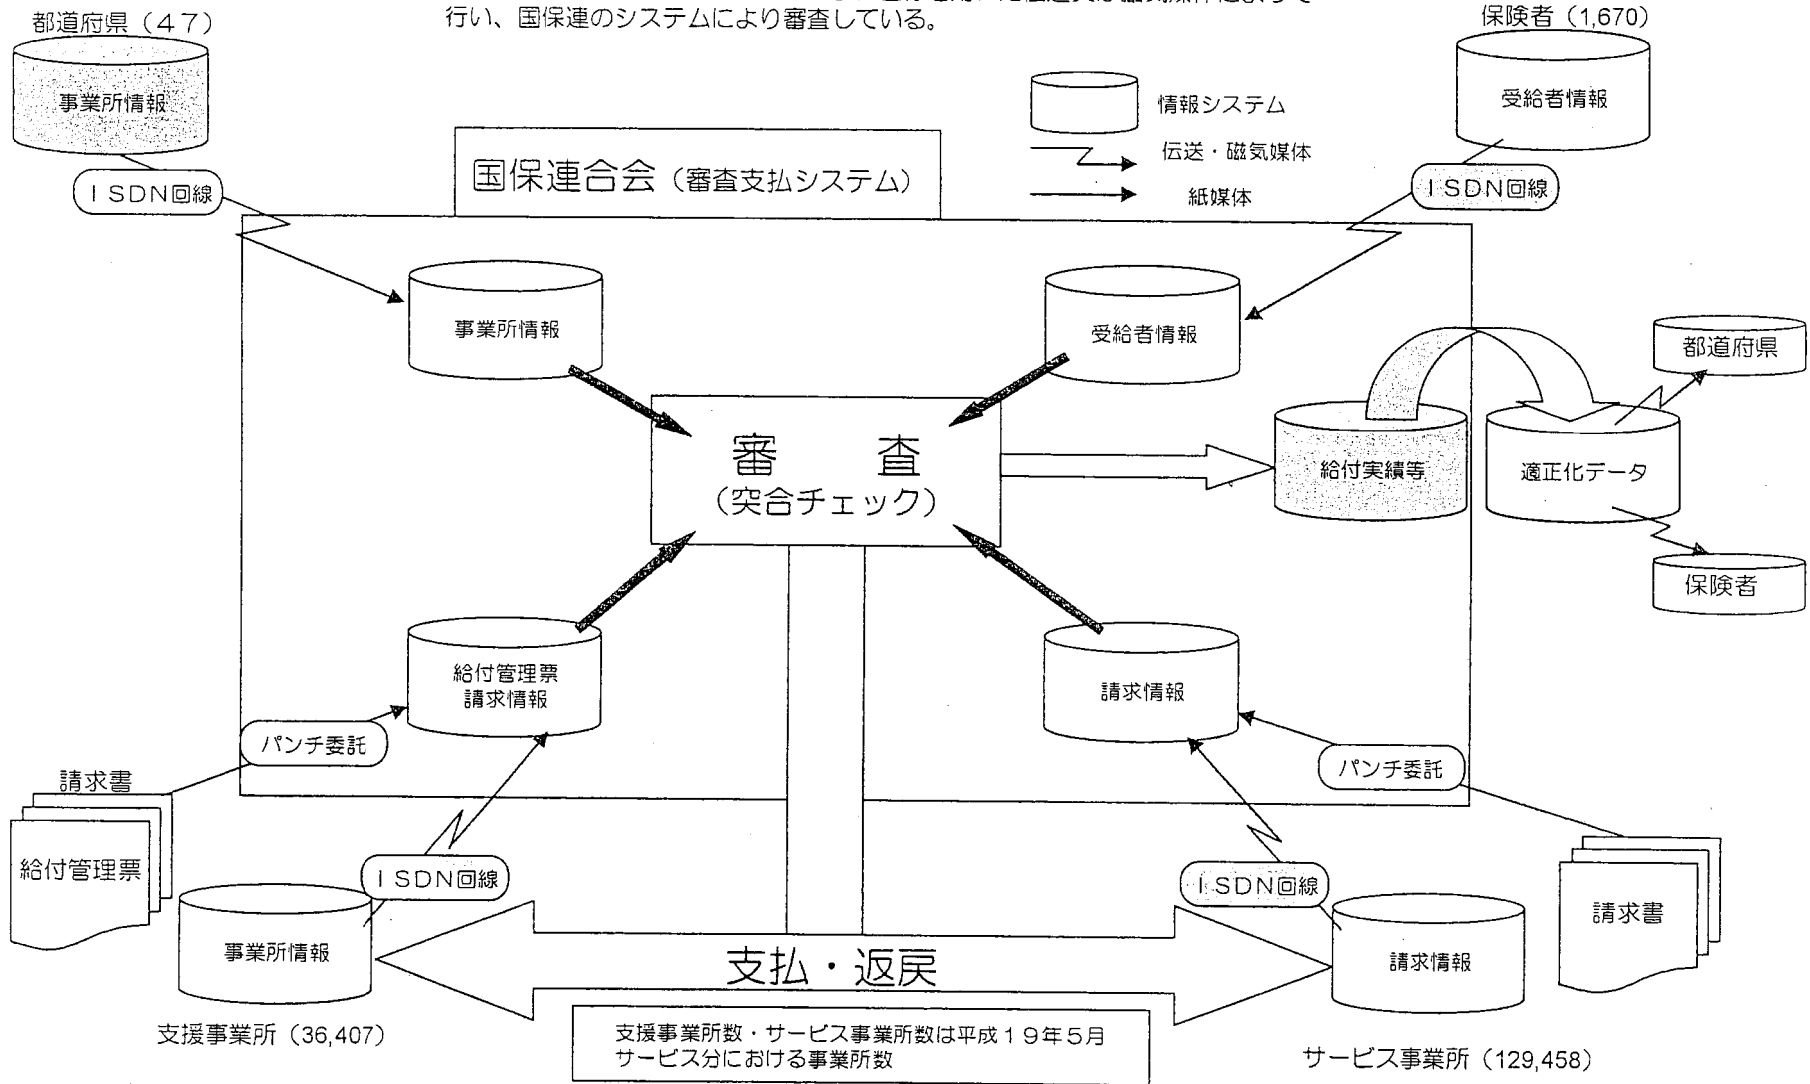 行い、国保連のシステムにより審査している。
都道府県（４７）
保険者（1,670）
事業所情報
情報システム
受給者情報
伝送・磁気媒体
紙媒体
国保連合会（審査支払システム）
ＩＳＤＮ回線
ＩＳＤＮ回線
事業所情報
受給者情報
都道府県
審　査
（突合チェック）
給付実績等
適正化データ
保険者
給付管理票
請求情報
請求情報
パンチ委託
パンチ委託
請求書
給付管理票
ＩＳＤＮ回線
ＩＳＤＮ回線
請求書
事業所情報
支払・返戻
請求情報
支援事業所（36,407）
支援事業所数・サービス事業所数は平成１９年５月
サービス分における事業所数
サービス事業所（129,458）